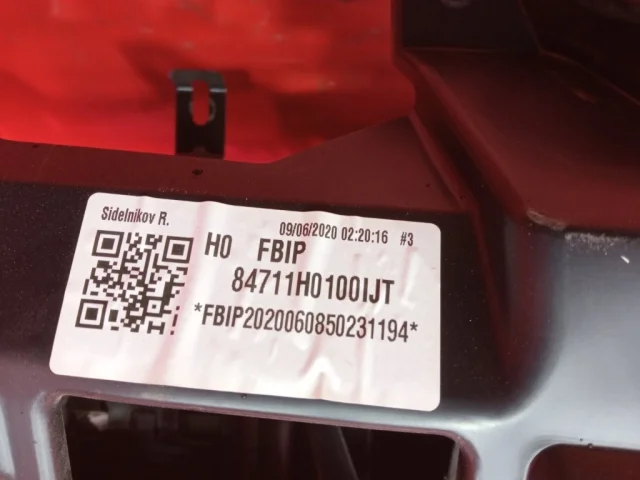 Sidelnikov R.
09/06/2020 02:20:16 #3
H0 FBIP
84711H0100IJT
*FBIP2020060850231194*